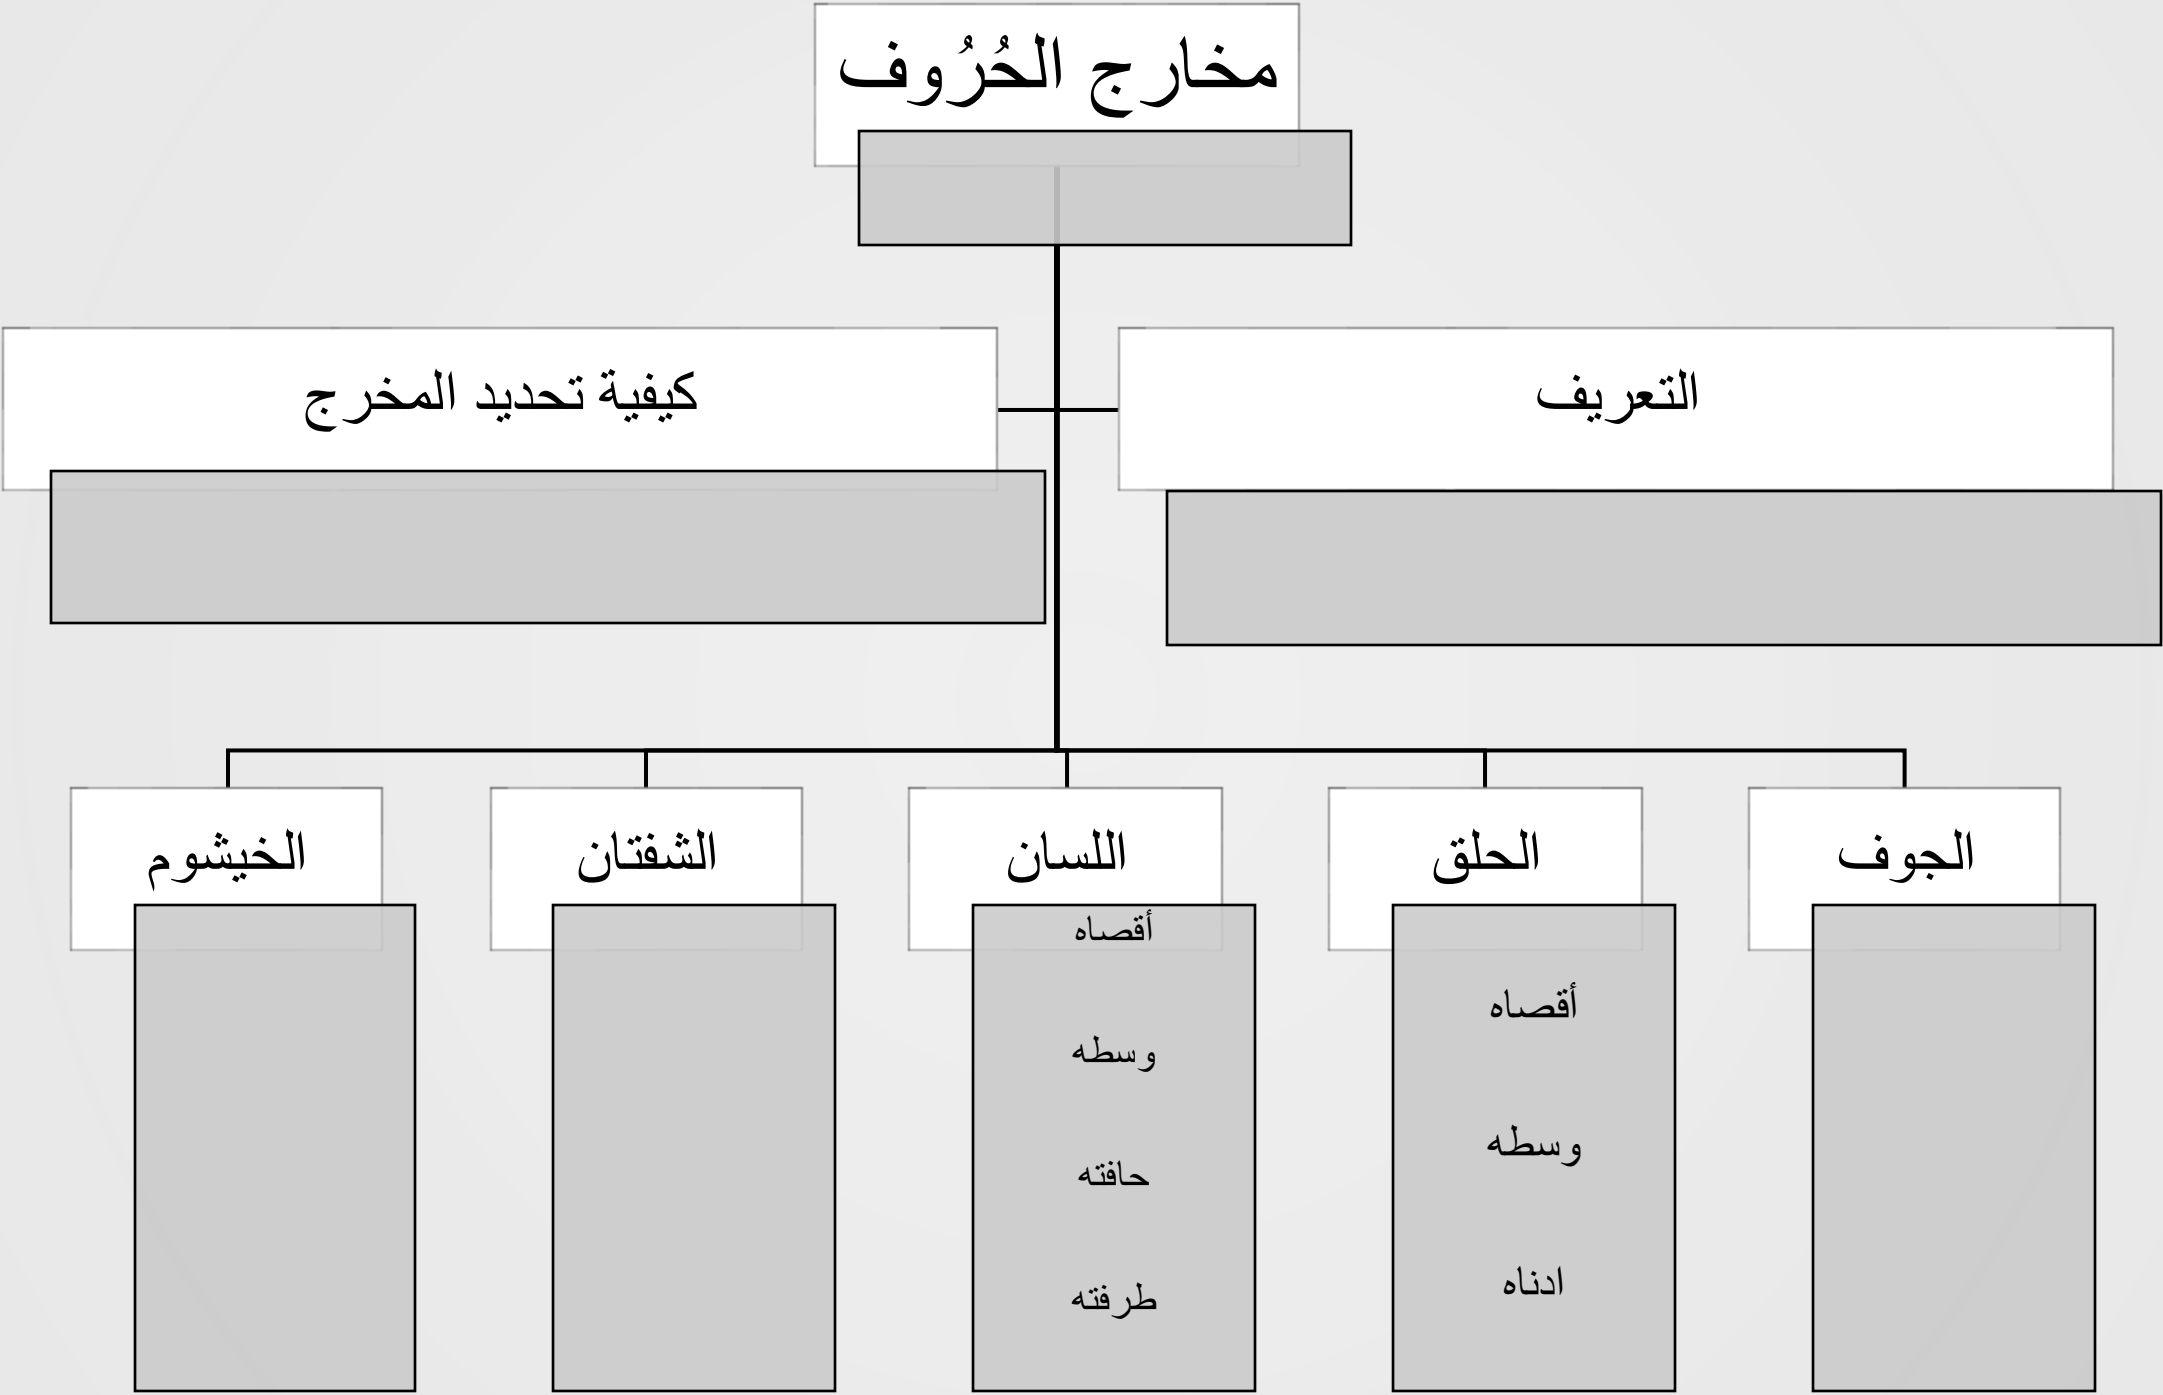 مخارج الحُرُوف
التعريف
كيفية تحديد المخرج
الجوف
الحلق
أقصاه
وسطه
ادناه
اللسان
أقصاه
وسطه
حافته
طرفته
الشفتان
الخيشوم